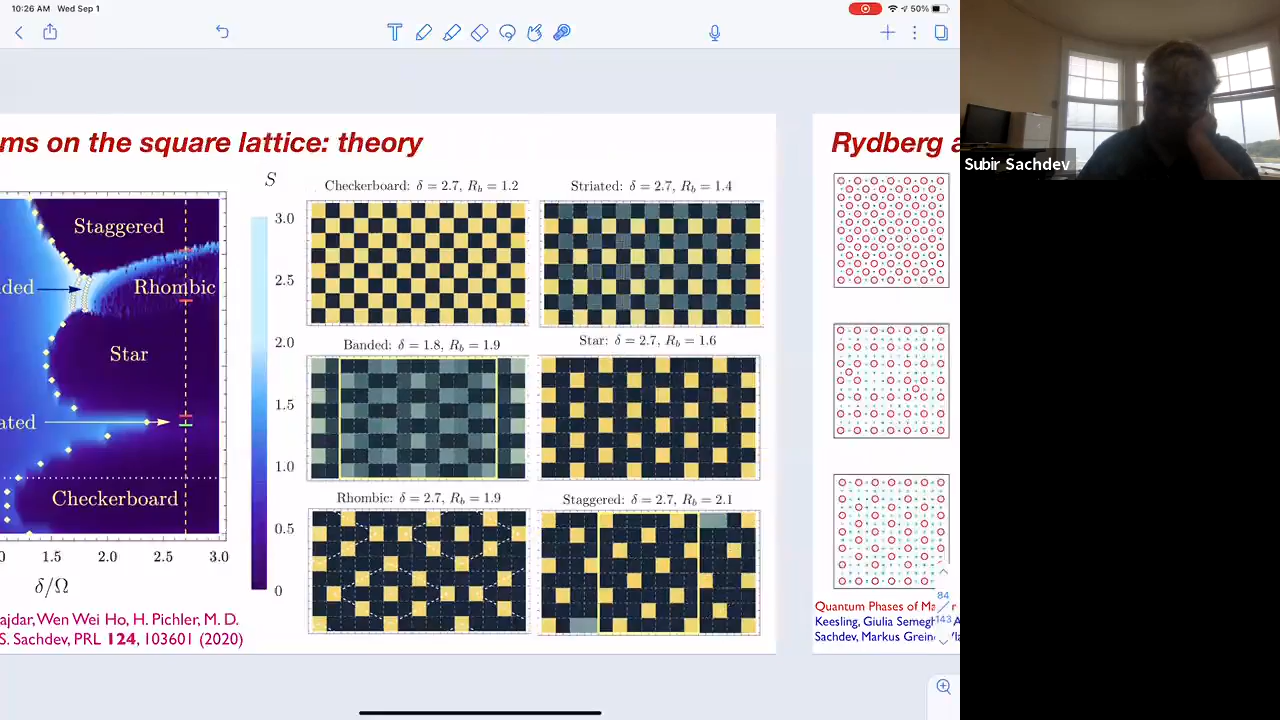 10:26 AM Wed Sep 1
50%
ms on the square lattice: theory
Rydberg a
Subir Sachdev
S
Checkerboard: δ = 2.7, R_b = 1.2
Striated: δ = 2.7, R_b = 1.4
Staggered
3.0
2.5
ded
Rhombic
2.0
Banded: δ = 1.8, R_b = 1.9
Star: δ = 2.7, R_b = 1.6
Star
1.5
ated
1.0
Checkerboard
Rhombic: δ = 2.7, R_b = 1.9
Staggered: δ = 2.7, R_b = 2.1
0.5
0
0 1.5 2.0 2.5 3.0
δ/Ω
ajdar, Wen Wei Ho, H. Pichler, M. D.
S. Sachdev, PRL 124, 103601 (2020)
84
143
Quantum Phases of Ma r
Keesling, Giulia Semeg A
Sachdev, Markus Grein